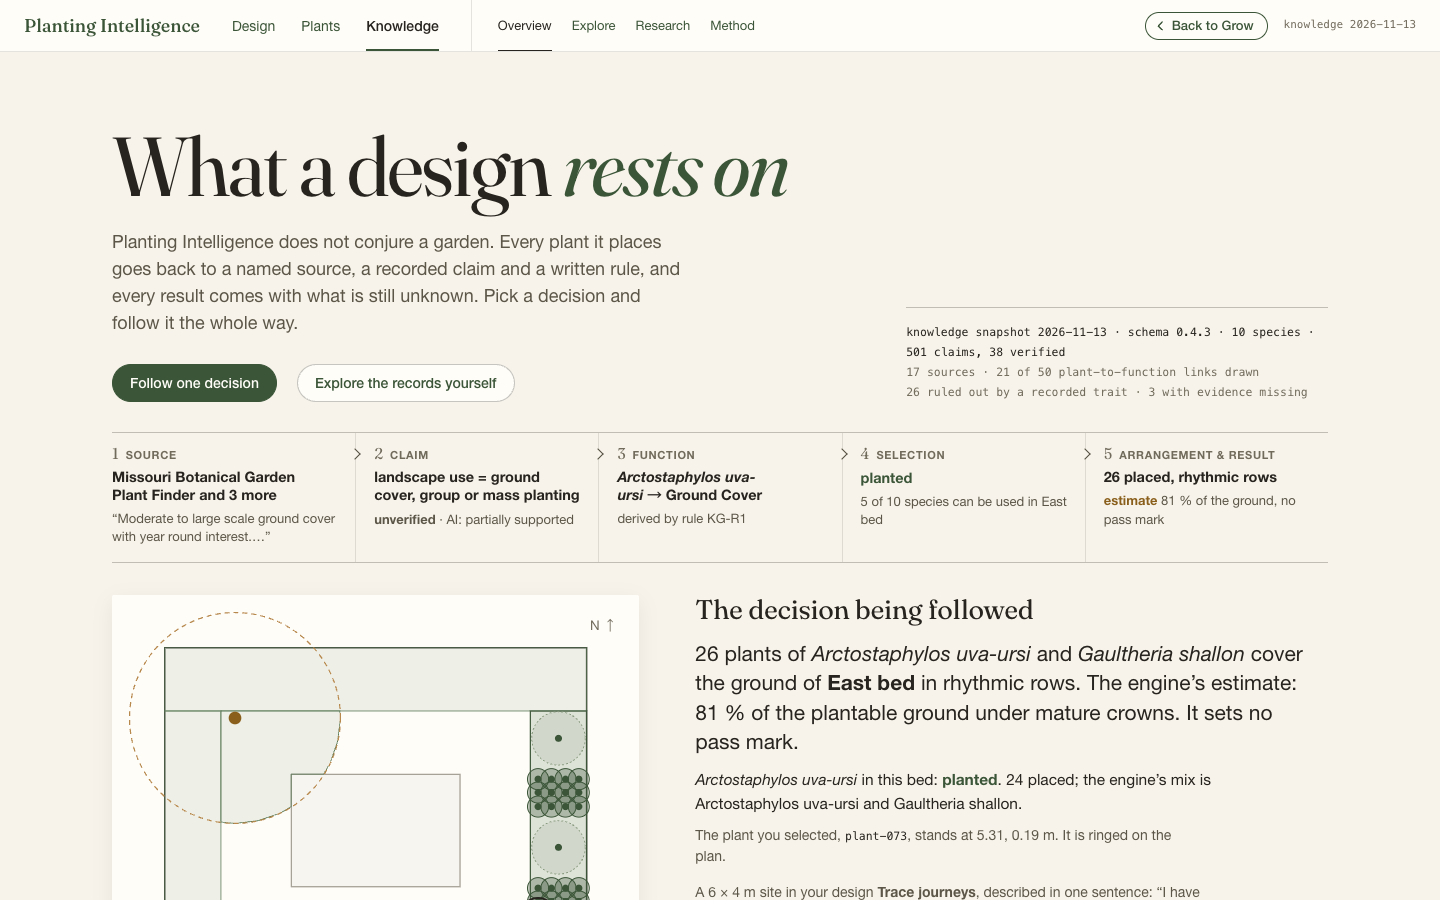 Planting Intelligence
Design
Plants
Knowledge
Overview
Explore
Research
Method
Back to Grow
knowledge 2026-11-13
What a design rests on
Planting Intelligence does not conjure a garden. Every plant it places
goes back to a named source, a recorded claim and a written rule, and
every result comes with what is still unknown. Pick a decision and
follow it the whole way.
Follow one decision
Explore the records yourself
knowledge snapshot 2026-11-13 · schema 0.4.3 · 10 species ·
501 claims, 38 verified
17 sources · 21 of 50 plant-to-function links drawn
26 ruled out by a recorded trait · 3 with evidence missing
1 SOURCE
Missouri Botanical Garden
Plant Finder and 3 more
“Moderate to large scale ground cover
with year round interest.…”
2 CLAIM
landscape use = ground
cover, group or mass planting
unverified · AI: partially supported
3 FUNCTION
Arctostaphylos uva-
ursi → Ground Cover
derived by rule KG-R1
4 SELECTION
planted
5 of 10 species can be used in East
bed
5 ARRANGEMENT & RESULT
26 placed, rhythmic rows
estimate 81 % of the ground, no
pass mark
N ↑
The decision being followed
26 plants of Arctostaphylos uva-ursi and Gaultheria shallon cover
the ground of East bed in rhythmic rows. The engine’s estimate:
81 % of the plantable ground under mature crowns. It sets no
pass mark.
Arctostaphylos uva-ursi in this bed: planted. 24 placed; the engine’s mix is
Arctostaphylos uva-ursi and Gaultheria shallon.
The plant you selected, plant-073, stands at 5.31, 0.19 m. It is ringed on the
plan.
A 6 × 4 m site in your design Trace journeys, described in one sentence: “I have